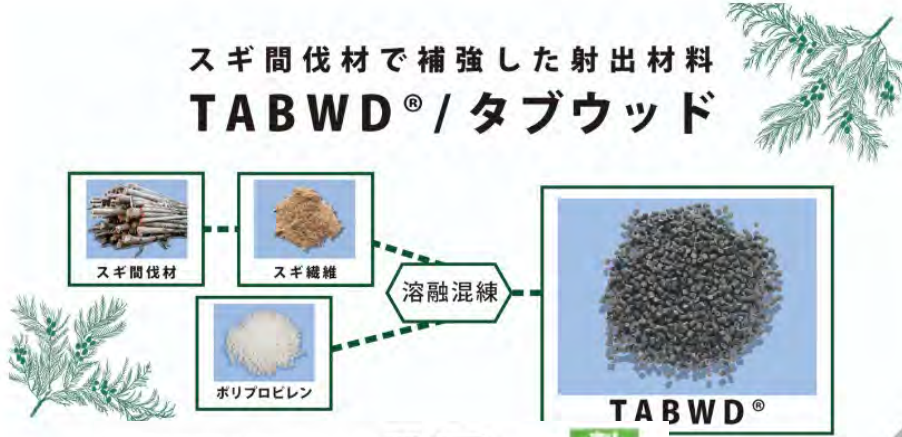 スギ間伐材で補強した射出材料
TABWD®/タブウッド
スギ間伐材
スギ繊維
溶融混練
ポリプロピレン
TABWD®